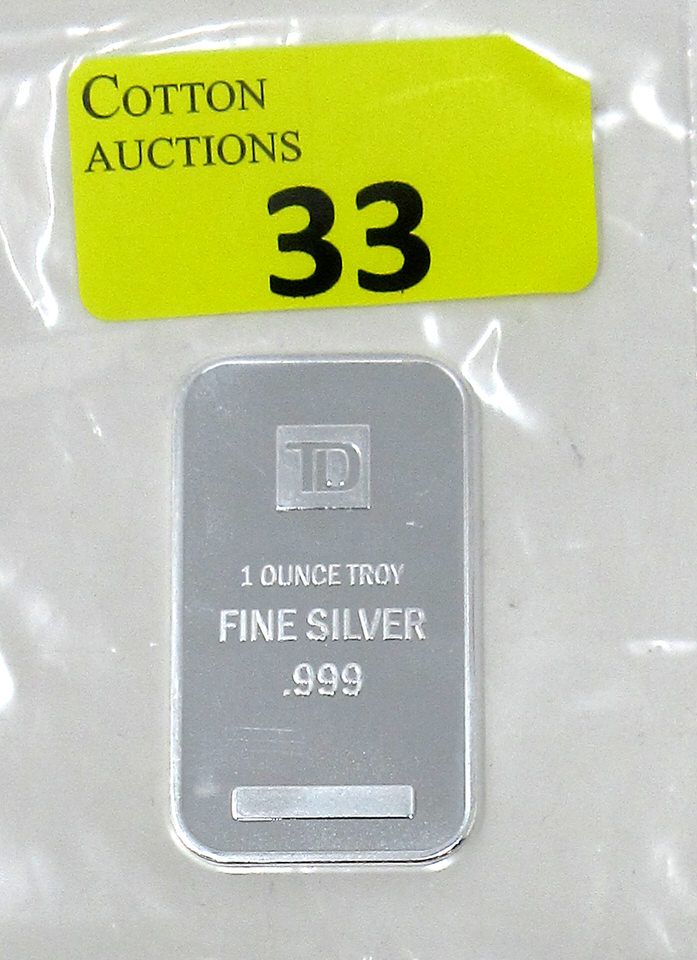 COTTON
AUCTIONS
33
TD
1 OUNCE TROY
FINE SILVER
.999